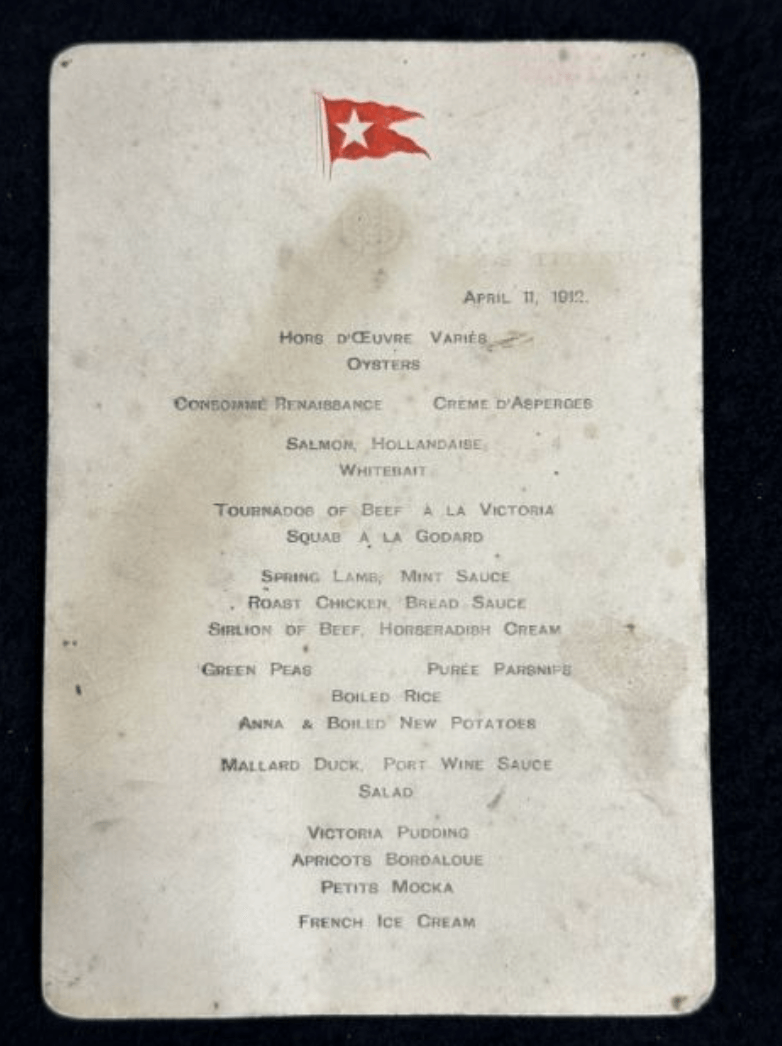 APRIL 11, 1912.
HORS D'ŒUVRE VARIÉS
OYSTERS
CONSOMMÉ RENAISSANCE CREME D'ASPERGES
SALMON, HOLLANDAISE
WHITEBAIT
TOURNADOS OF BEEF À LA VICTORIA
SQUAB À LA GODARD
SPRING LAMB, MINT SAUCE
ROAST CHICKEN, BREAD SAUCE
SIRLION OF BEEF, HORSERADISH CREAM
GREEN PEAS PURÉE PARSNIPS
BOILED RICE
ANNA & BOILED NEW POTATOES
MALLARD DUCK, PORT WINE SAUCE
SALAD
VICTORIA PUDDING
APRICOTS BORDALOUE
PETITS MOCKA
FRENCH ICE CREAM